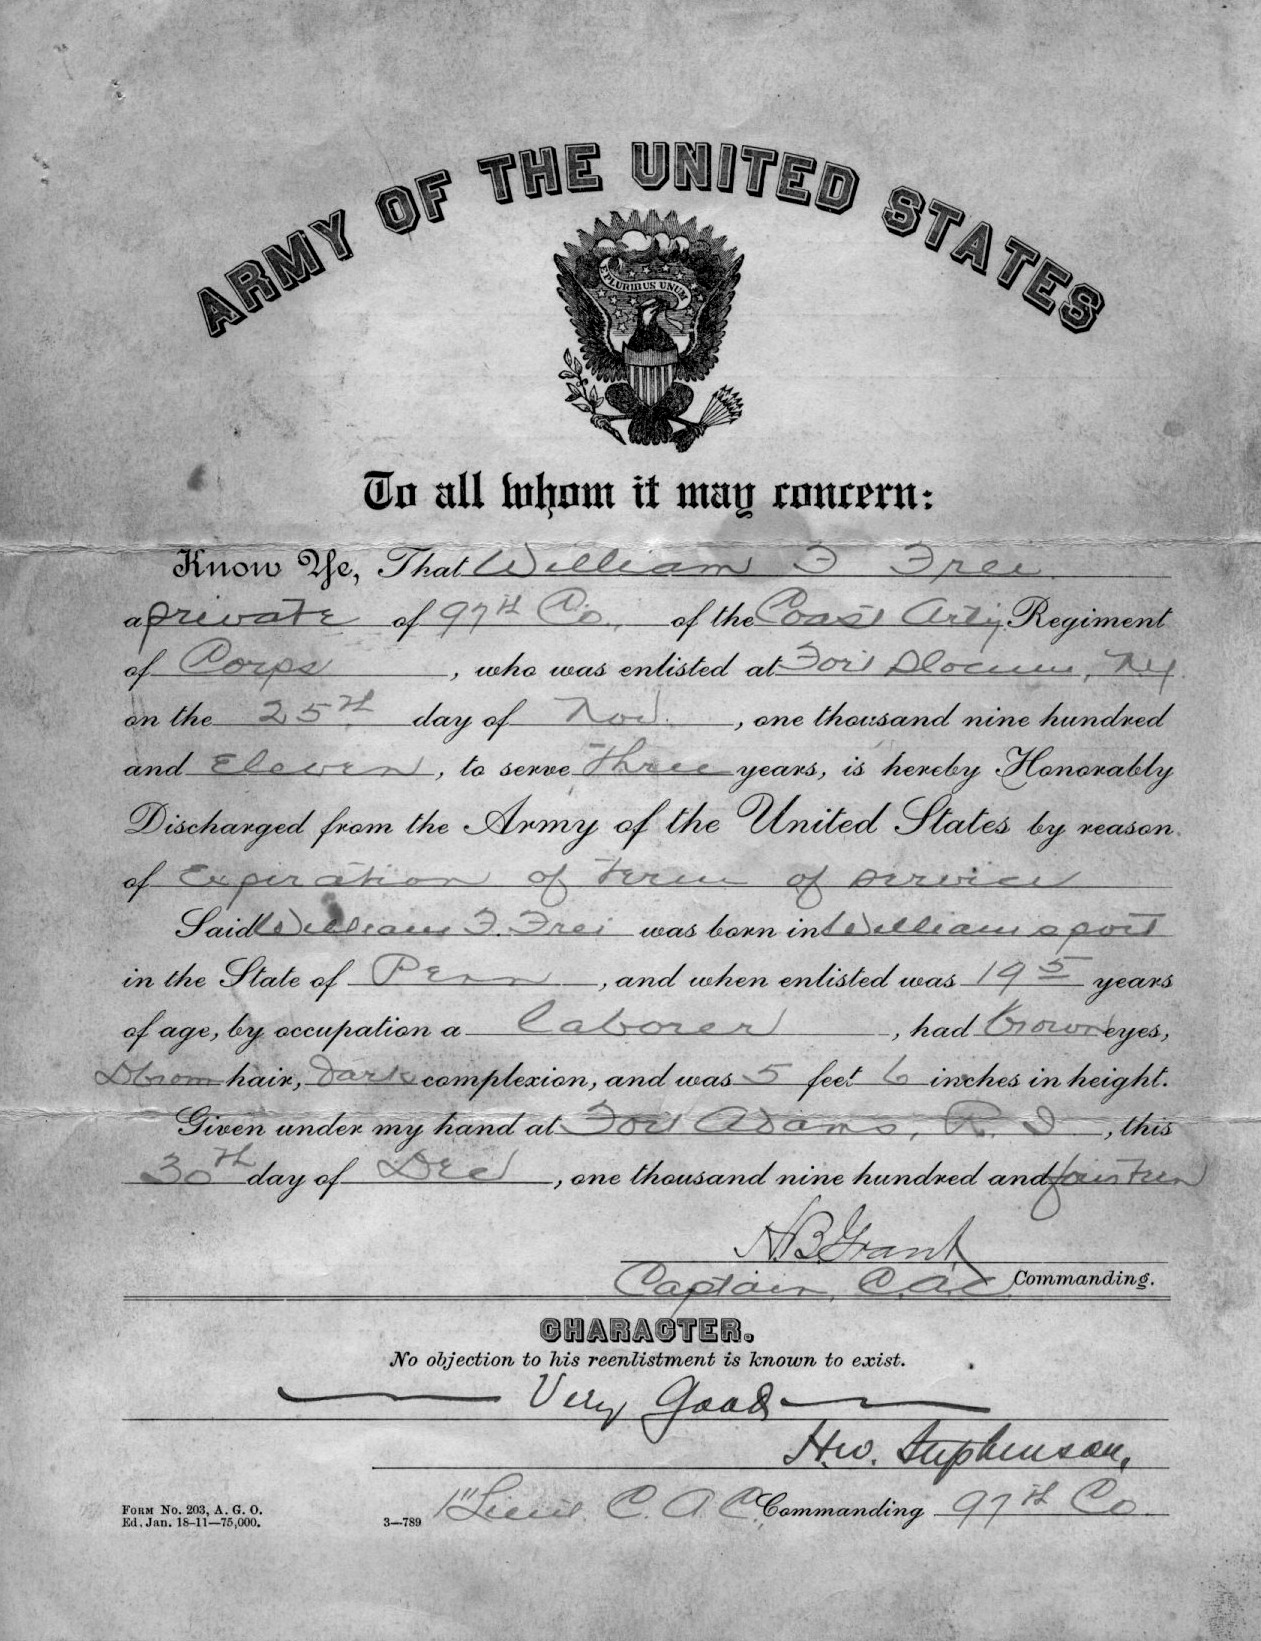 ARMY OF THE UNITED STATES
E PLURIBUS UNUM
To all whom it may concern:
Know Ye, That William F Frei
a private of 97th Co., of the Coast Arty. Regiment
of Corps, who was enlisted at Fort Slocum, NY
on the 25th day of Nov., one thousand nine hundred
and Eleven, to serve three years, is hereby Honorably
Discharged from the Army of the United States by reason
of Expiration of term of service
Said William F. Frei was born in Williamsport
in the State of Penn, and when enlisted was 19 5 years
of age, by occupation a laborer, had brown eyes,
Dbrown hair, Dark complexion, and was 5 feet 6 inches in height.
Given under my hand at Fort Adams, R. I., this
30th day of Dec, one thousand nine hundred and fourteen
H.B. Grant
Captain, C.A.C. Commanding.
CHARACTER.
No objection to his reenlistment is known to exist.
Very Good
H.W. Stephenson,
FORM NO. 203, A. G. O.
Ed. Jan. 18-11—75,000.
3—789
1" Lieut. C. A. C. Commanding 97th Co.